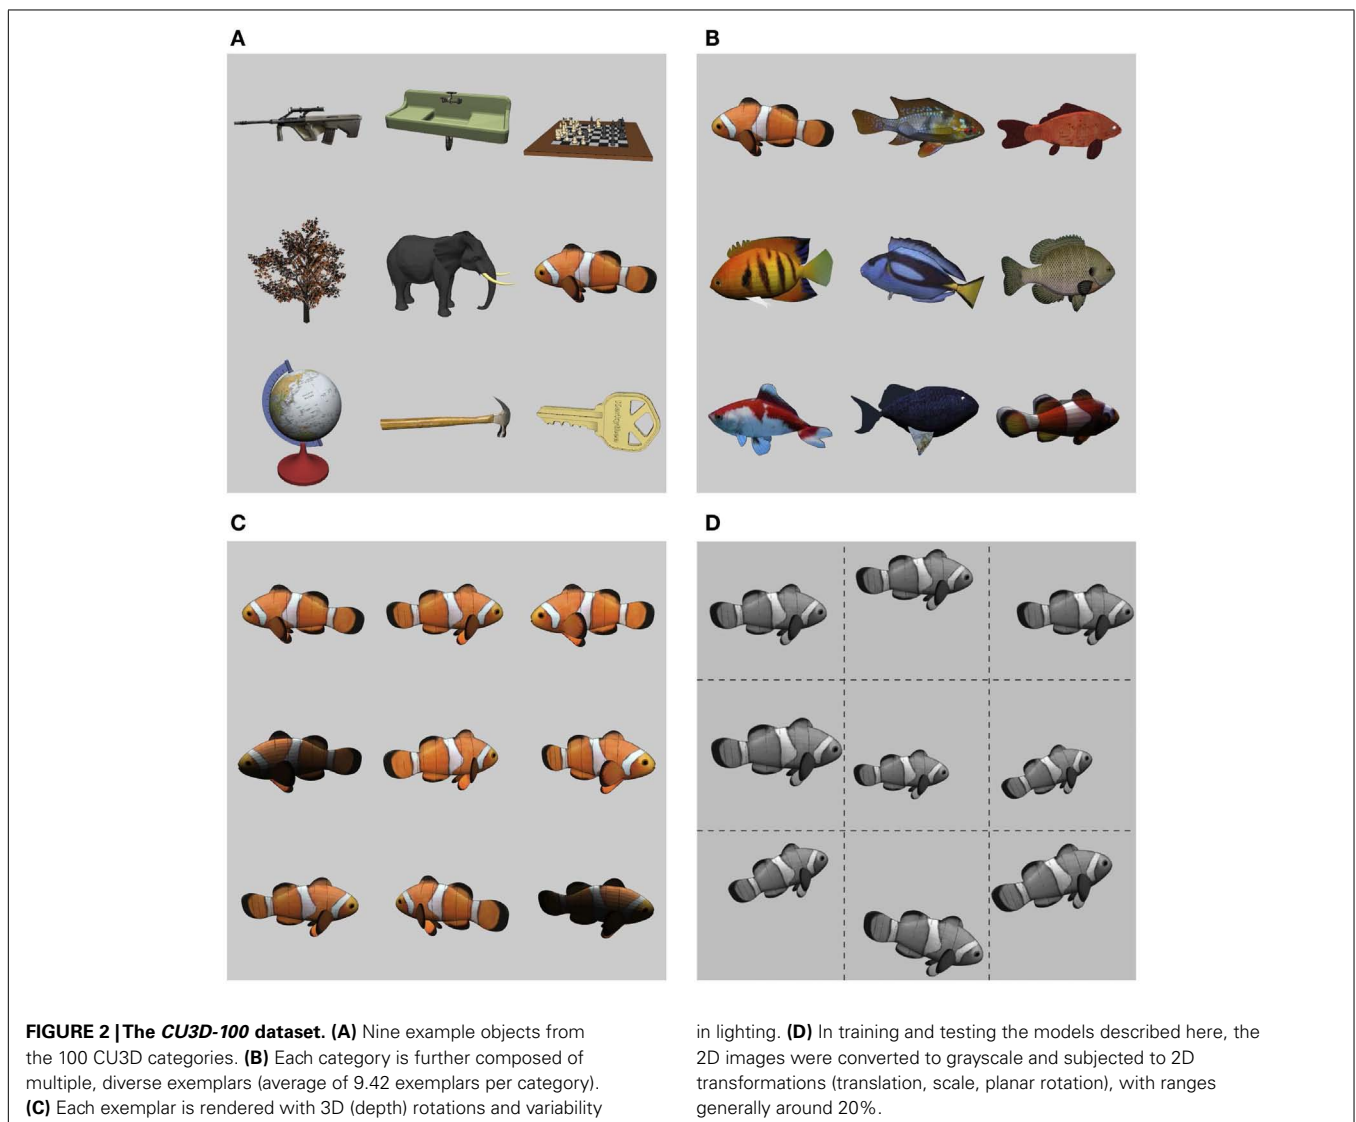 A
B
C
D
FIGURE 2 | The CU3D-100 dataset. (A) Nine example objects from
the 100 CU3D categories. (B) Each category is further composed of
multiple, diverse exemplars (average of 9.42 exemplars per category).
(C) Each exemplar is rendered with 3D (depth) rotations and variability
in lighting. (D) In training and testing the models described here, the
2D images were converted to grayscale and subjected to 2D
transformations (translation, scale, planar rotation), with ranges
generally around 20%.